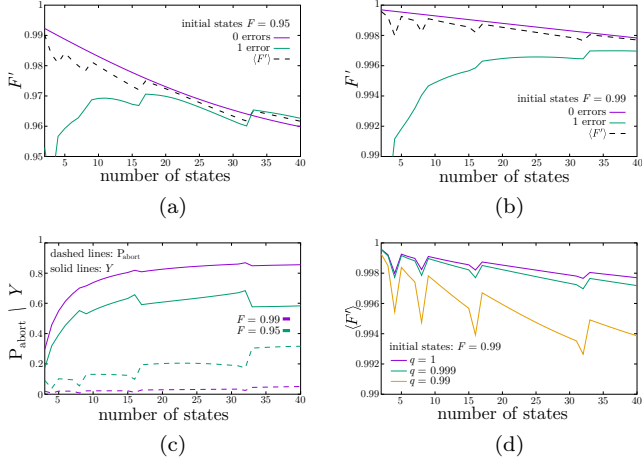 1
0.99
0.98
0.97
0.96
0.95
F′
5 10 15 20 25 30 35 40
number of states
initial states F = 0.95
0 errors
1 error
⟨F′⟩
(a)
1
0.998
0.996
0.994
0.992
0.99
F′
5 10 15 20 25 30 35 40
number of states
initial states F = 0.99
0 errors
1 error
⟨F′⟩
(b)
1
0.8
0.6
0.4
0.2
0
P_abort | Y
5 10 15 20 25 30 35 40
number of states
dashed lines: P_abort
solid lines: Y
F = 0.99
F = 0.95
(c)
1
0.998
0.996
0.994
0.992
0.99
⟨F′⟩
5 10 15 20 25 30 35 40
number of states
initial states: F = 0.99
q = 1
q = 0.999
q = 0.99
(d)